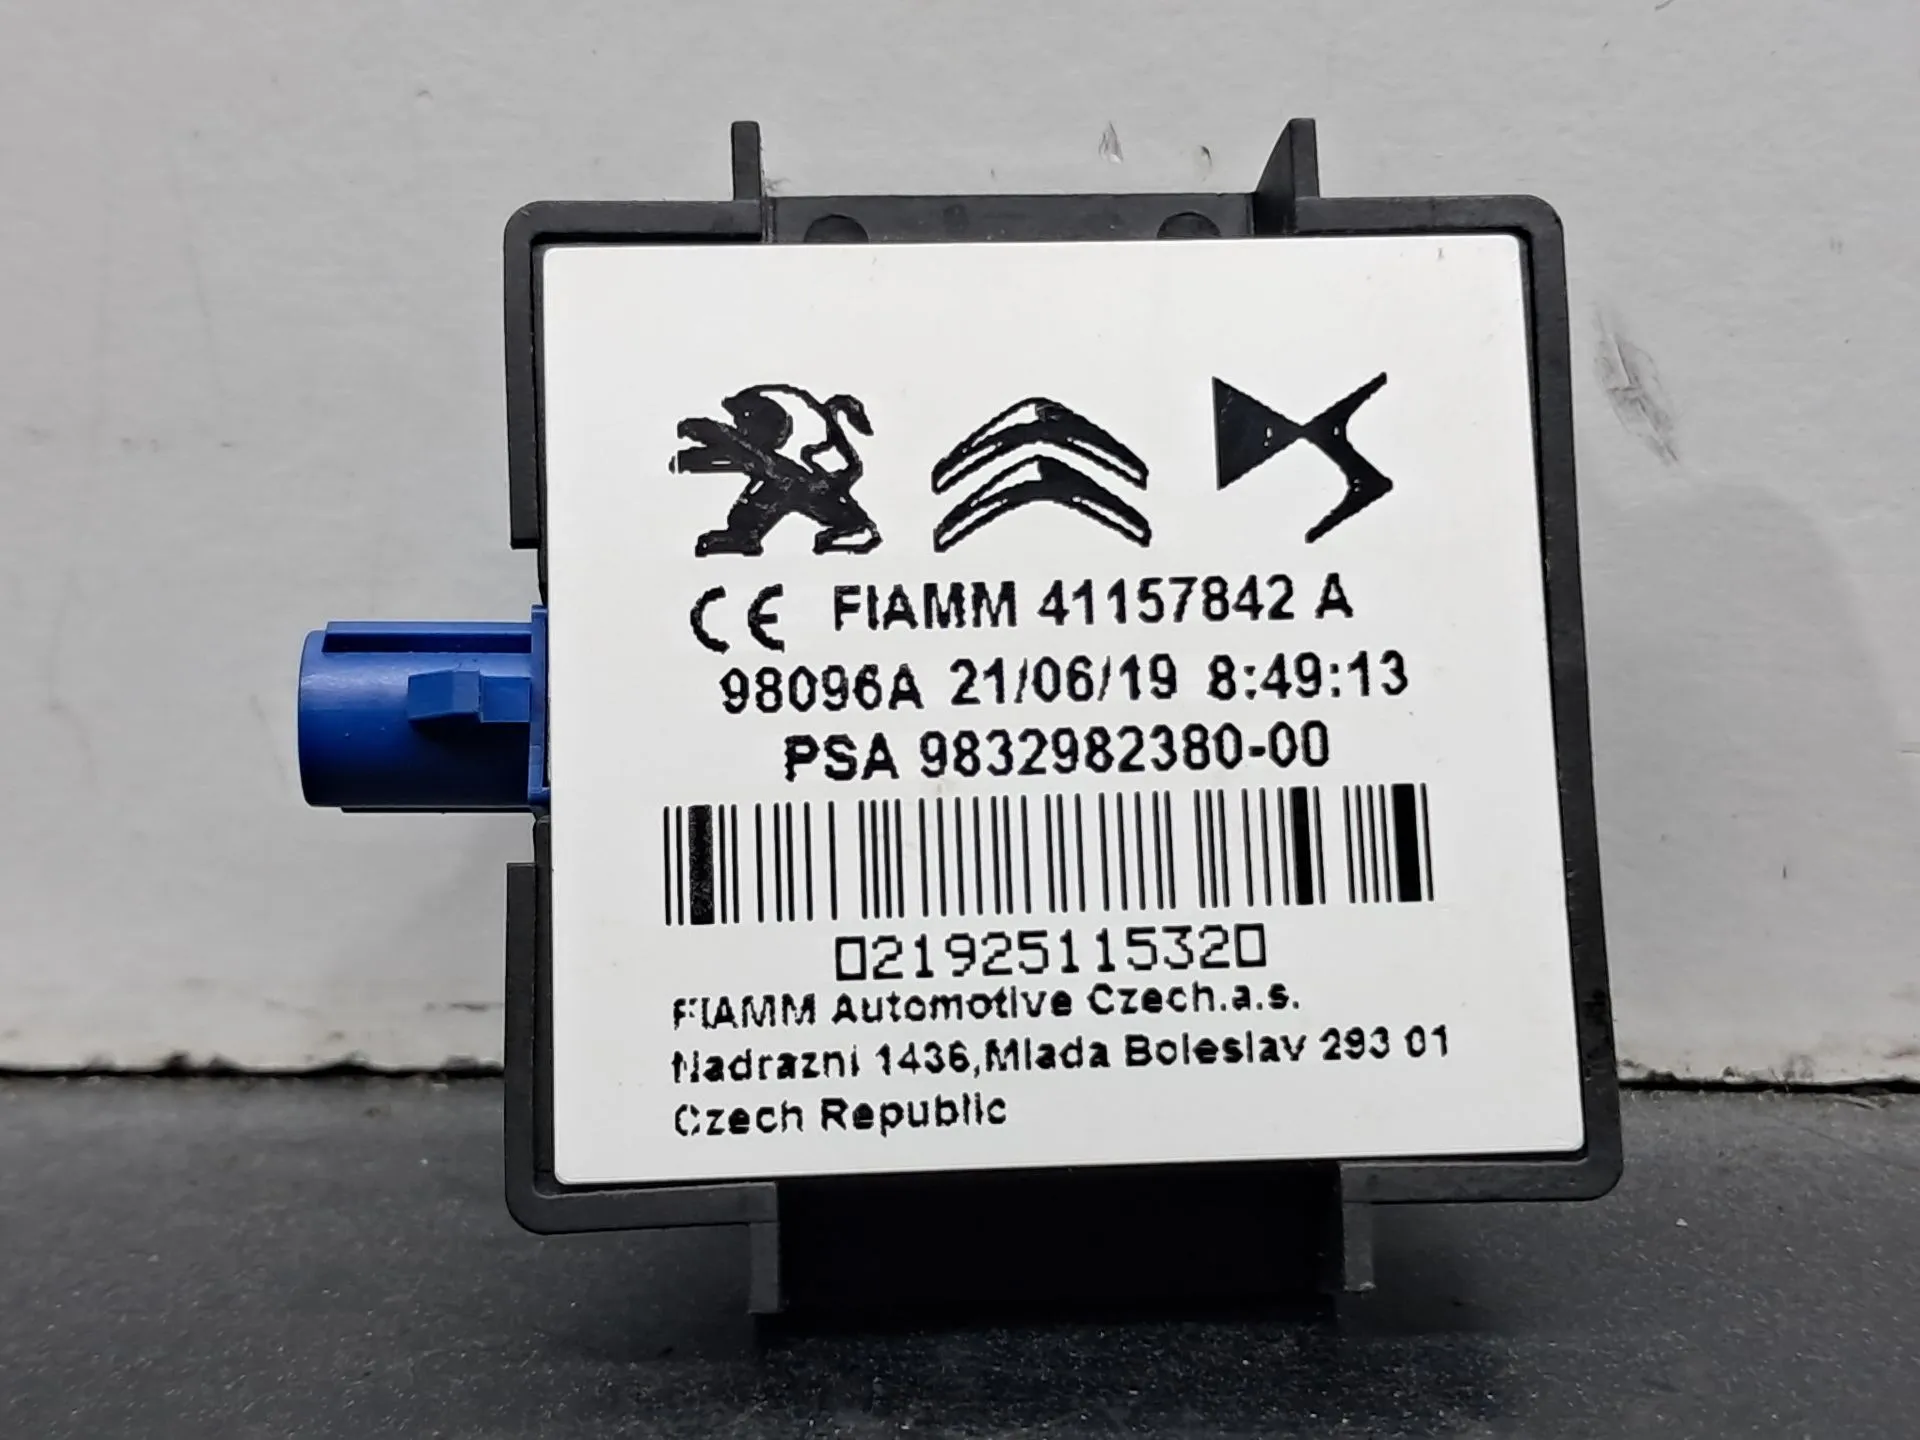 CE FIAMM 41157842 A
98096A 21/06/19 8:49:13
PSA 9832982380-00
021925115320
FIAMM Automotive Czech.a.s.
Nadrazni 1436,Mlada Boleslav 293 01
Czech Republic